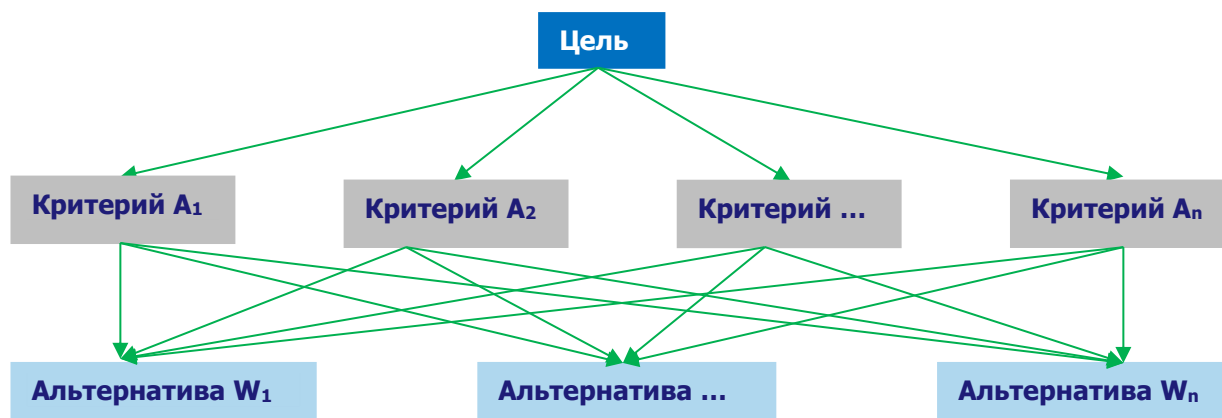 Цель
Критерий A₁
Критерий A₂
Критерий ...
Критерий Aₙ
Альтернатива W₁
Альтернатива ...
Альтернатива Wₙ